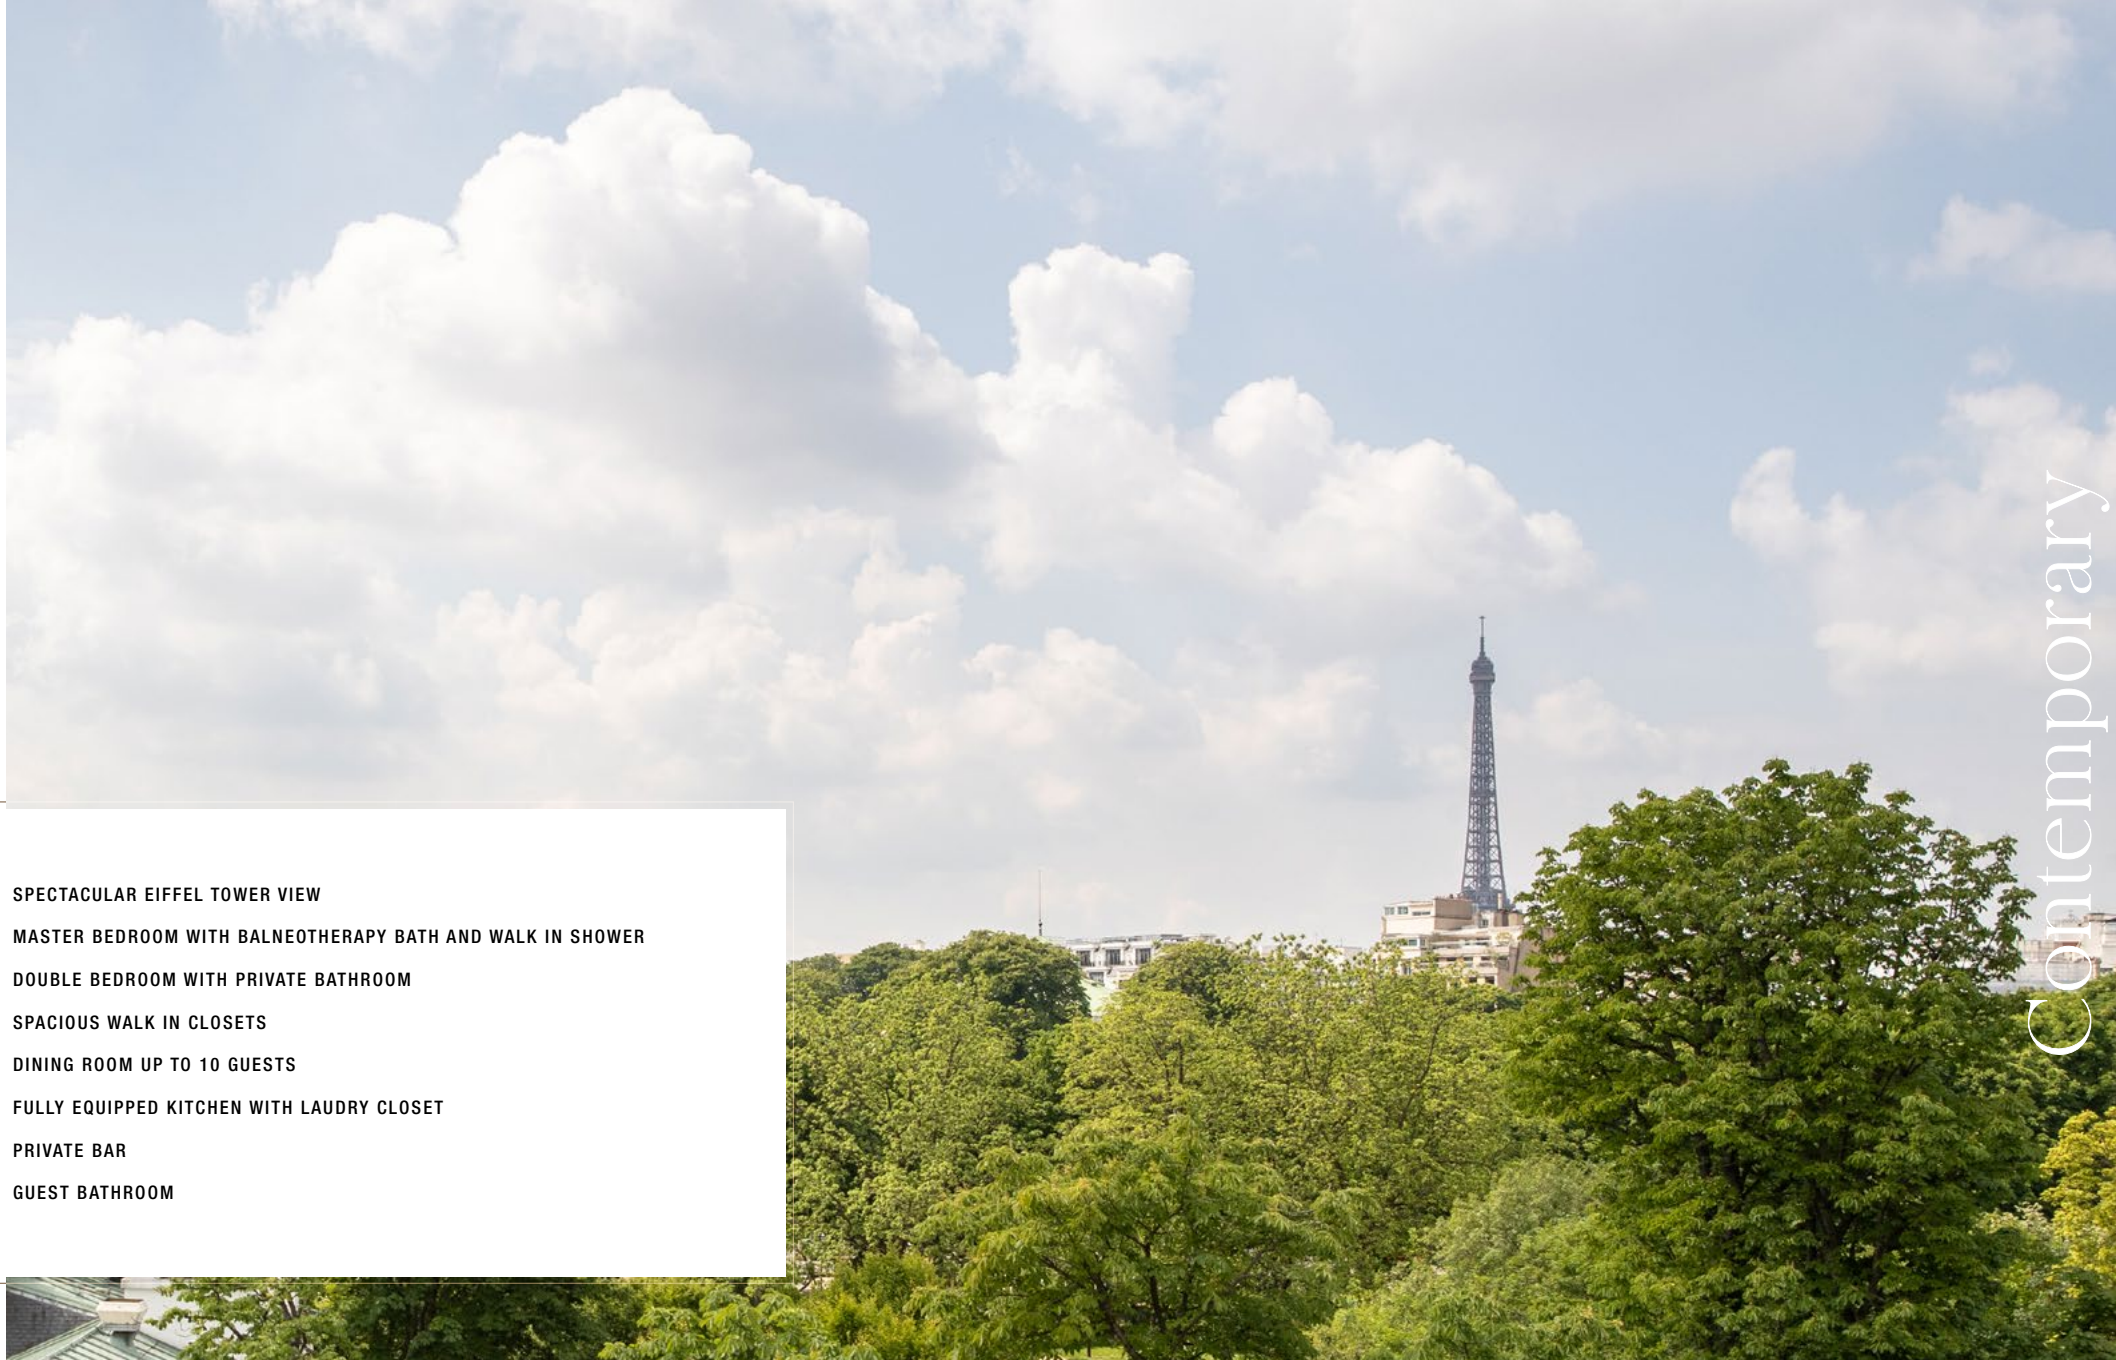 SPECTACULAR EIFFEL TOWER VIEW
MASTER BEDROOM WITH BALNEOTHERAPY BATH AND WALK IN SHOWER
DOUBLE BEDROOM WITH PRIVATE BATHROOM
SPACIOUS WALK IN CLOSETS
DINING ROOM UP TO 10 GUESTS
FULLY EQUIPPED KITCHEN WITH LAUDRY CLOSET
PRIVATE BAR
GUEST BATHROOM
Contemporary